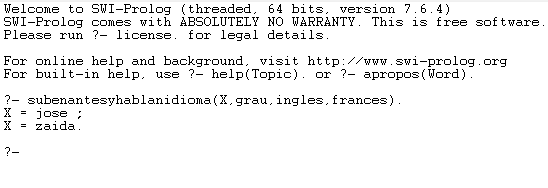 Welcome to SWI-Prolog (threaded, 64 bits, version 7.6.4)
SWI-Prolog comes with ABSOLUTELY NO WARRANTY. This is free software.
Please run ?- license. for legal details.
For online help and background, visit http://www.swi-prolog.org
For built-in help, use ?- help(Topic). or ?- apropos(Word).
?- subenantesyhablanidioma(X,grau,ingles,frances).
X = jose ;
X = zaida.
?-